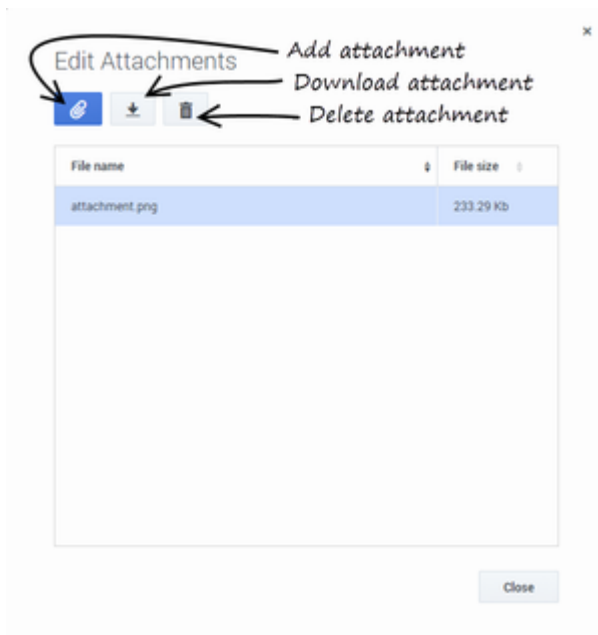 Add attachment
Edit Attachments
Download attachment
Delete attachment
File name File size
attachment.png 233.29 Kb
Close